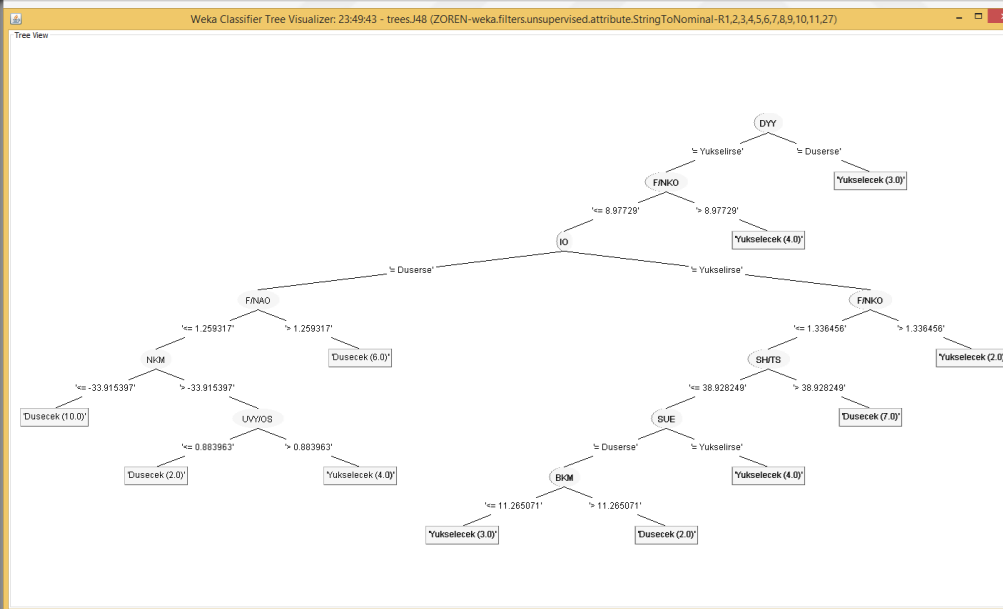 Weka Classifier Tree Visualizer: 23:49:43 - trees.J48 (ZOREN-weka.filters.unsupervised.attribute.StringToNominal-R1,2,3,4,5,6,7,8,9,10,11,27)
Tree View
DYY
'= Yukselirse' '= Duserse'
F/NKO 'Yukselecek (3.0)'
'<= 8.97729' '> 8.97729'
IO 'Yukselecek (4.0)'
'= Duserse' '= Yukselirse'
F/NAO F/NKO
'<= 1.259317' '> 1.259317' '<= 1.336456' '> 1.336456'
NKM 'Dusecek (6.0)' SH/TS 'Yukselecek (2.0)
'<= -33.915397' '> -33.915397' '<= 38.928249' '> 38.928249'
'Dusecek (10.0)' UVY/OS SUE 'Dusecek (7.0)'
'<= 0.883963' '> 0.883963' '= Duserse' '= Yukselirse'
'Dusecek (2.0)' 'Yukselecek (4.0)' BKM 'Yukselecek (4.0)'
'<= 11.265071' '> 11.265071'
'Yukselecek (3.0)' 'Dusecek (2.0)'